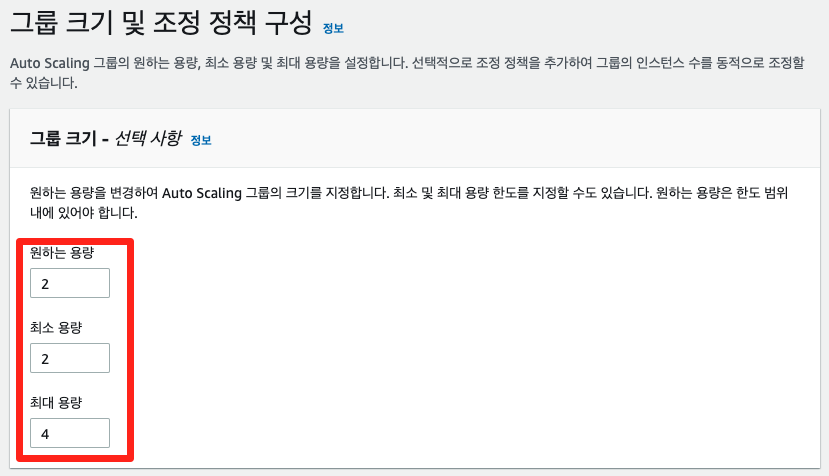 그룹 크기 및 조정 정책 구성 정보
Auto Scaling 그룹의 원하는 용량, 최소 용량 및 최대 용량을 설정합니다. 선택적으로 조정 정책을 추가하여 그룹의 인스턴스 수를 동적으로 조정할
수 있습니다.
그룹 크기 - 선택 사항 정보
원하는 용량을 변경하여 Auto Scaling 그룹의 크기를 지정합니다. 최소 및 최대 용량 한도를 지정할 수도 있습니다. 원하는 용량은 한도 범위
내에 있어야 합니다.
원하는 용량
2
최소 용량
2
최대 용량
4